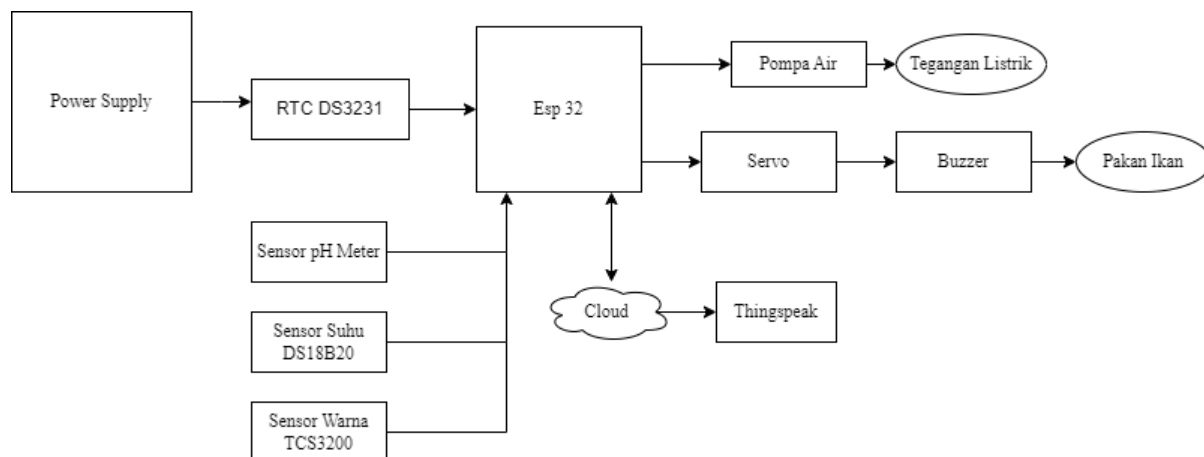 Power Supply
RTC DS3231
Esp 32
Pompa Air
Tegangan Listrik
Servo
Buzzer
Pakan Ikan
Sensor pH Meter
Sensor Suhu
DS18B20
Sensor Warna
TCS3200
Cloud
Thingspeak